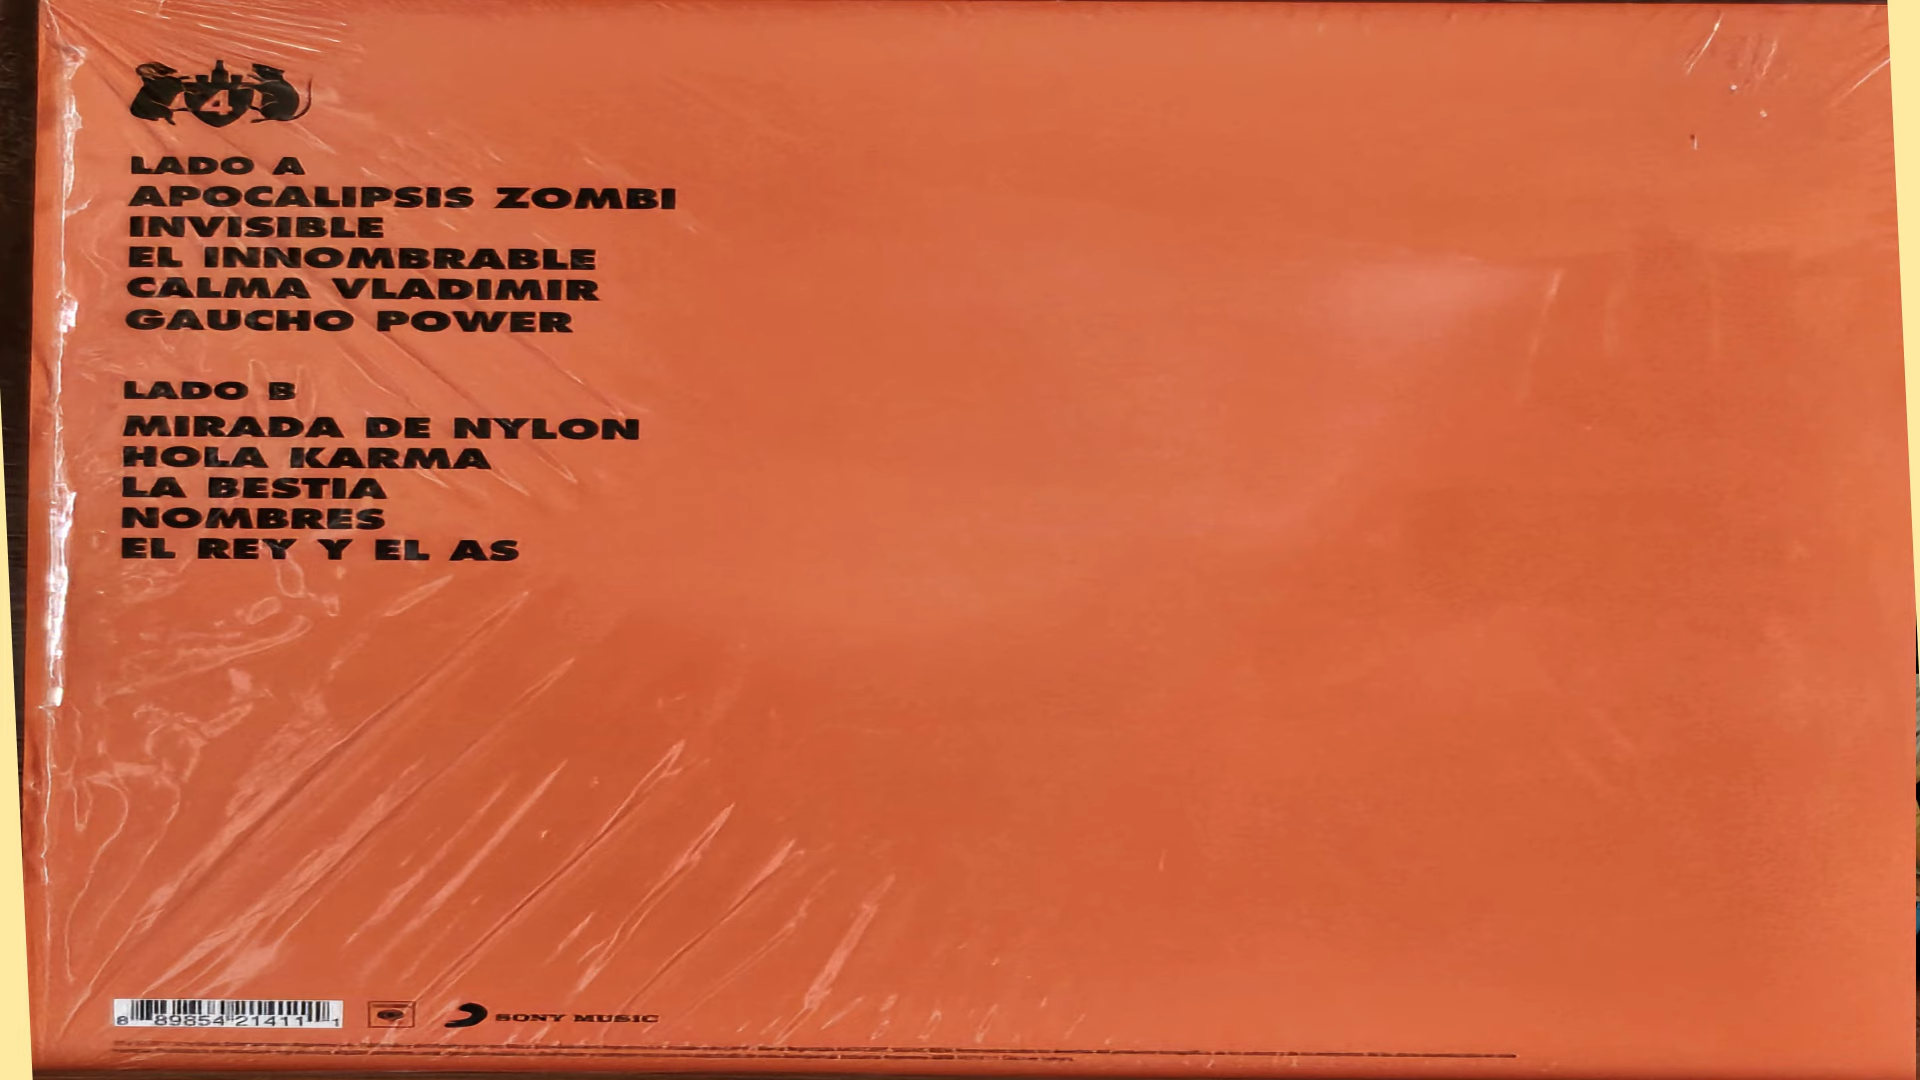 4
LADO A
APOCALIPSIS ZOMBI
INVISIBLE
EL INNOMBRABLE
CALMA VLADIMIR
GAUCHO POWER
LADO B
MIRADA DE NYLON
HOLA KARMA
LA BESTIA
NOMBRES
EL REY Y EL AS
8 89854 21411 1
SONY MUSIC